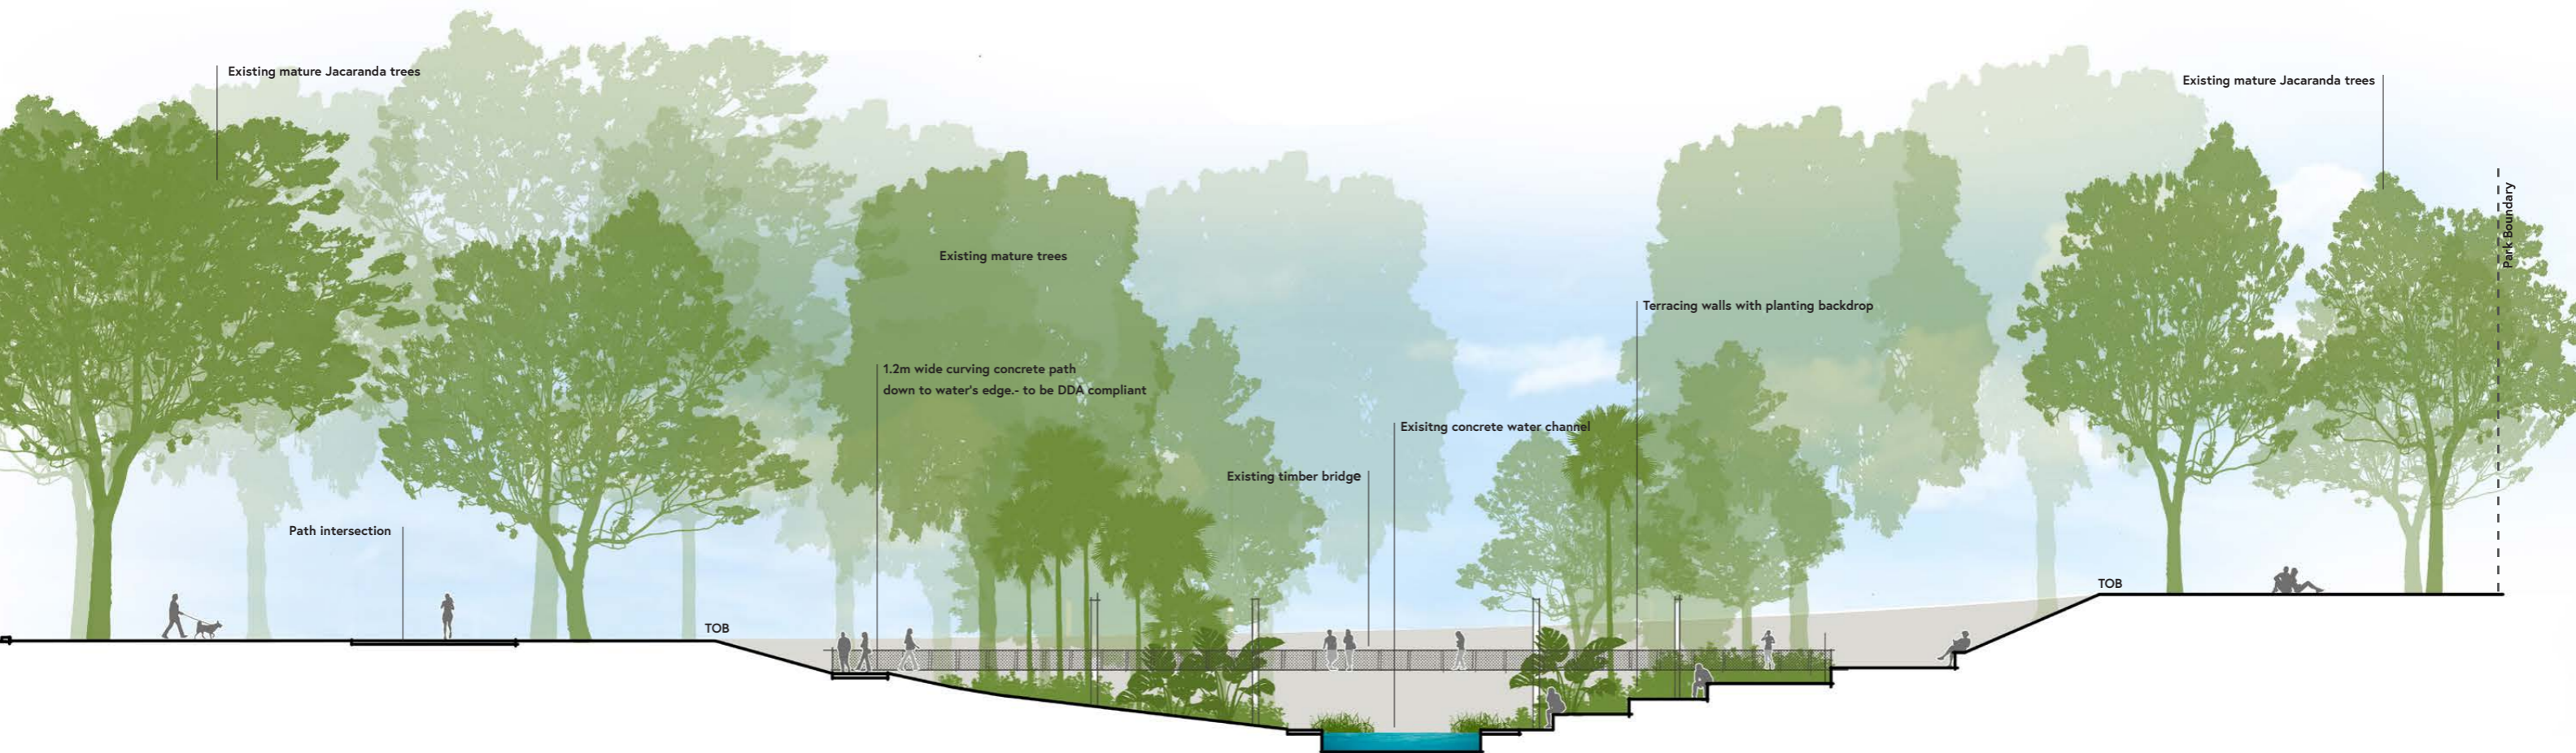 Existing mature Jacaranda trees
Existing mature Jacaranda trees
Park Boundary
Existing mature trees
Terracing walls with planting backdrop
1.2m wide curving concrete path
down to water's edge.- to be DDA compliant
Exisitng concrete water channel
Existing timber bridge
Path intersection
TOB
TOB